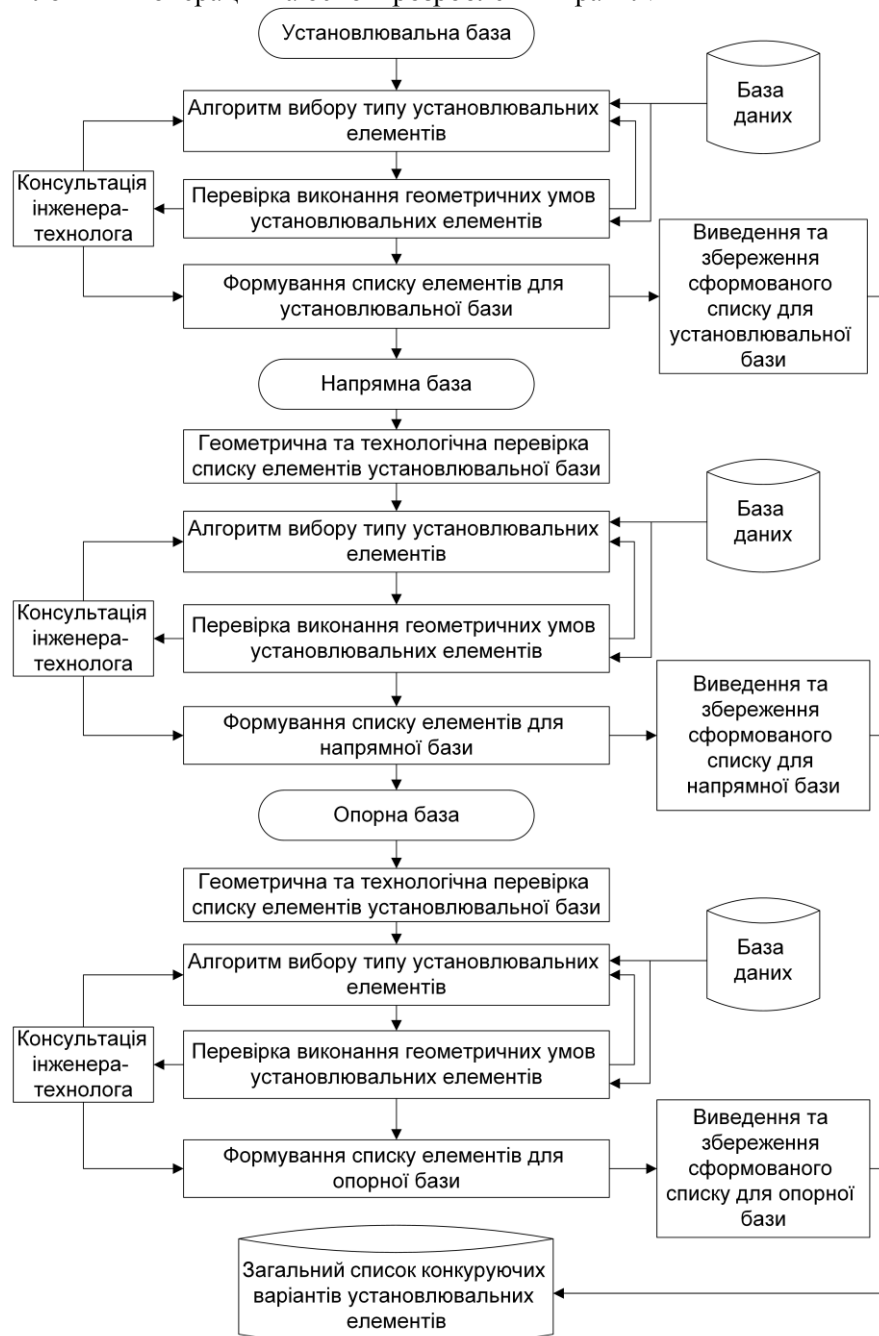 Установлювальна база
Алгоритм вибору типу установлювальних
елементів
База
даних
Консультація
інженера-
технолога
Перевірка виконання геометричних умов
установлювальних елементів
Формування списку елементів для
установлювальної бази
Виведення та
збереження
сформованого
списку для
установлювальної
бази
Напрямна база
Геометрична та технологічна перевірка
списку елементів установлювальної бази
Алгоритм вибору типу установлювальних
елементів
База
даних
Консультація
інженера-
технолога
Перевірка виконання геометричних умов
установлювальних елементів
Формування списку елементів для
напрямної бази
Виведення та
збереження
сформованого
списку для
напрямної бази
Опорна база
Геометрична та технологічна перевірка
списку елементів установлювальної бази
Алгоритм вибору типу установлювальних
елементів
База
даних
Консультація
інженера-
технолога
Перевірка виконання геометричних умов
установлювальних елементів
Формування списку елементів для
опорної бази
Виведення та
збереження
сформованого
списку для опорної
бази
Загальний список конкуруючих
варіантів установлювальних
елементів